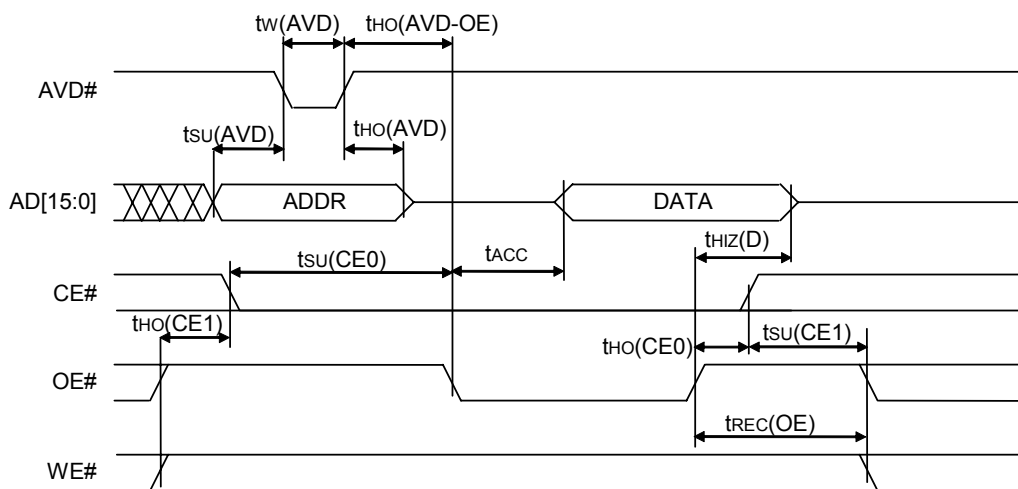 tW(AVD) tHO(AVD-OE)
AVD#
tSU(AVD) tHO(AVD)
AD[15:0] ADDR DATA
tHIZ(D)
tSU(CE0) tACC
CE#
tHO(CE1) tHO(CE0) tSU(CE1)
OE#
tREC(OE)
WE#